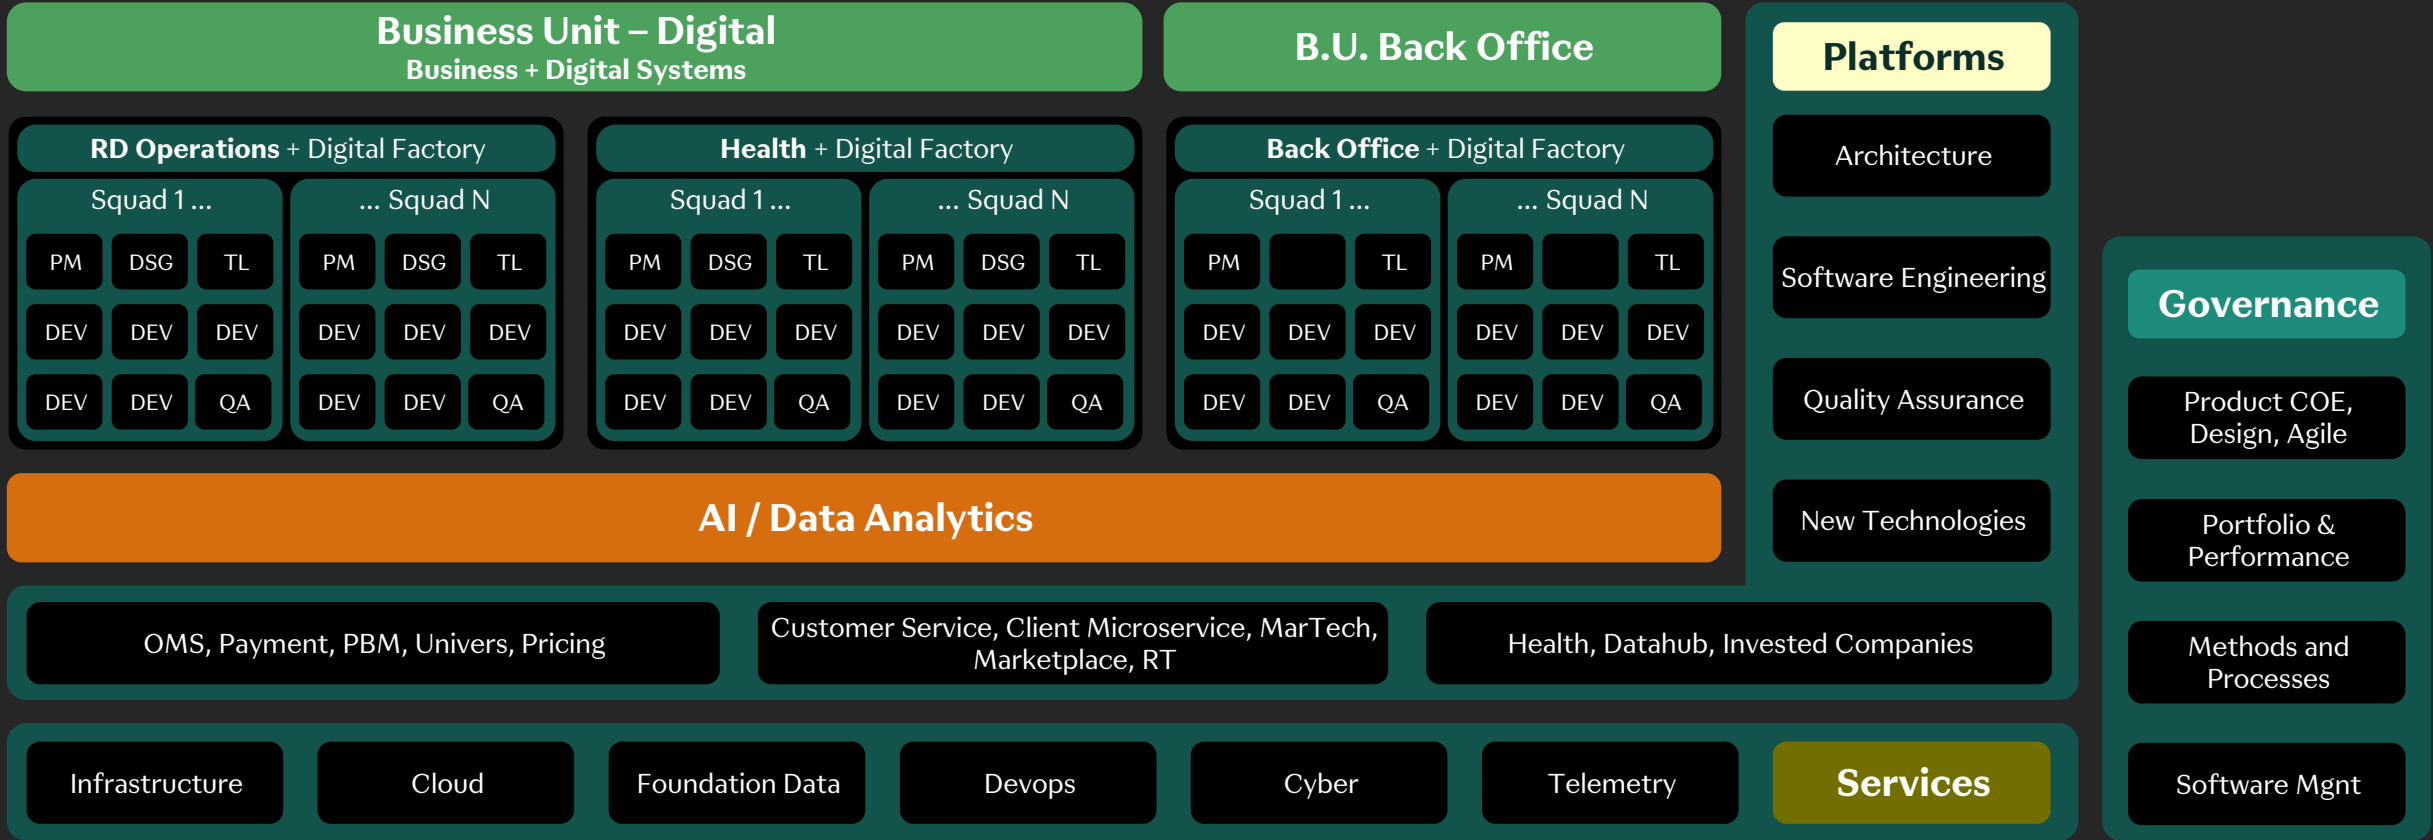 Business Unit – Digital
Business + Digital Systems
B.U. Back Office
Platforms
RD Operations + Digital Factory
Squad 1 ...
... Squad N
PM DSG TL
PM DSG TL
DEV DEV DEV
DEV DEV DEV
DEV DEV QA
DEV DEV QA
Health + Digital Factory
Squad 1 ...
... Squad N
PM DSG TL
PM DSG TL
DEV DEV DEV
DEV DEV DEV
DEV DEV QA
DEV DEV QA
Back Office + Digital Factory
Squad 1 ...
... Squad N
PM TL
PM TL
DEV DEV DEV
DEV DEV DEV
DEV DEV QA
DEV DEV QA
Architecture
Software Engineering
Quality Assurance
New Technologies
AI / Data Analytics
OMS, Payment, PBM, Univers, Pricing
Customer Service, Client Microservice, MarTech,
Marketplace, RT
Health, Datahub, Invested Companies
Infrastructure
Cloud
Foundation Data
Devops
Cyber
Telemetry
Services
Governance
Product COE,
Design, Agile
Portfolio &
Performance
Methods and
Processes
Software Mgnt